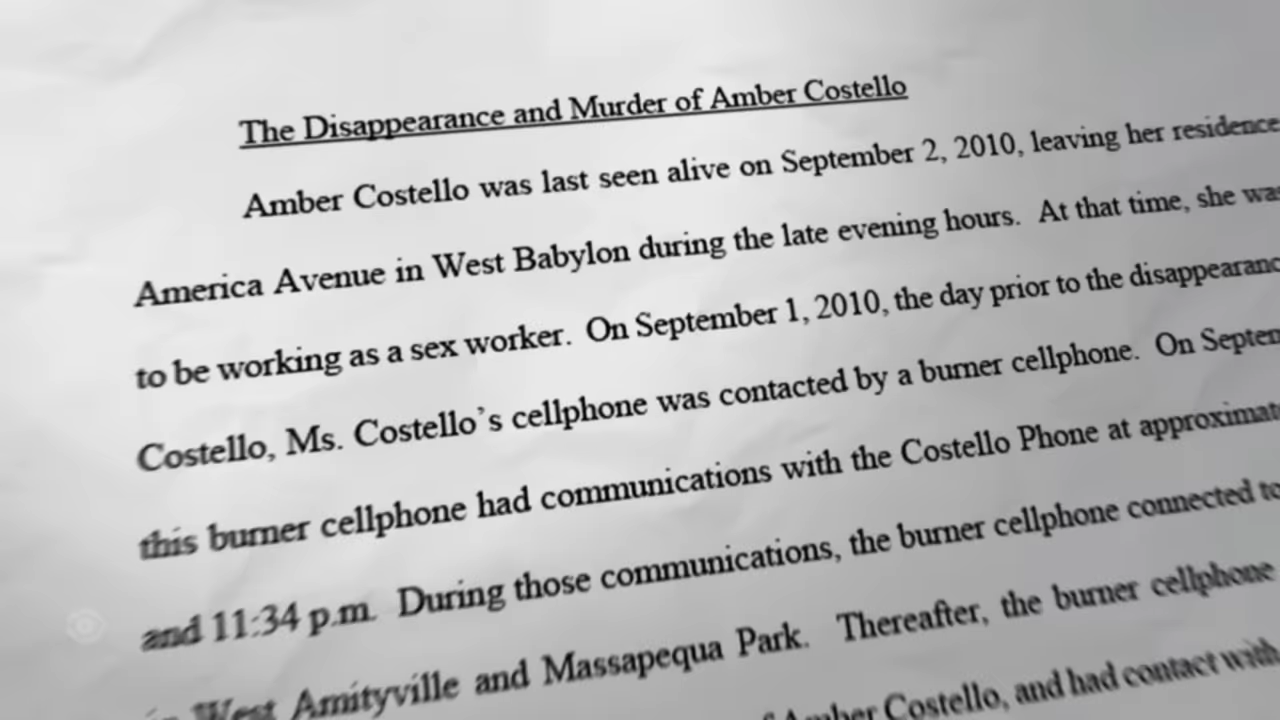 The Disappearance and Murder of Amber Costello
Amber Costello was last seen alive on September 2, 2010, leaving her residence
America Avenue in West Babylon during the late evening hours. At that time, she was
to be working as a sex worker. On September 1, 2010, the day prior to the disappearanc
Costello, Ms. Costello's cellphone was contacted by a burner cellphone. On Septem
this burner cellphone had communications with the Costello Phone at approximat
and 11:34 p.m. During those communications, the burner cellphone connected to
in West Amityville and Massapequa Park. Thereafter, the burner cellphone
of Amber Costello, and had contact with